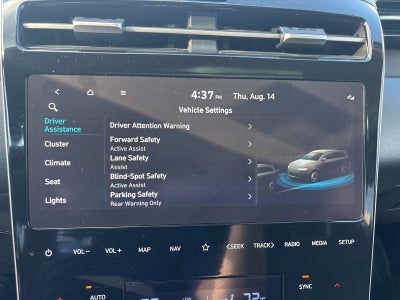 4:37 PM Thu, Aug. 14
Vehicle Settings
Driver Assistance
Driver Attention Warning
Forward Safety
Active Assist
Lane Safety
Assist
Blind-Spot Safety
Active Assist
Parking Safety
Rear Warning Only
Cluster
Climate
Seat
Lights
VOL− VOL+ MAP NAV <SEEK TRACK> RADIO MEDIA SETUP
AUTO SYNC
72